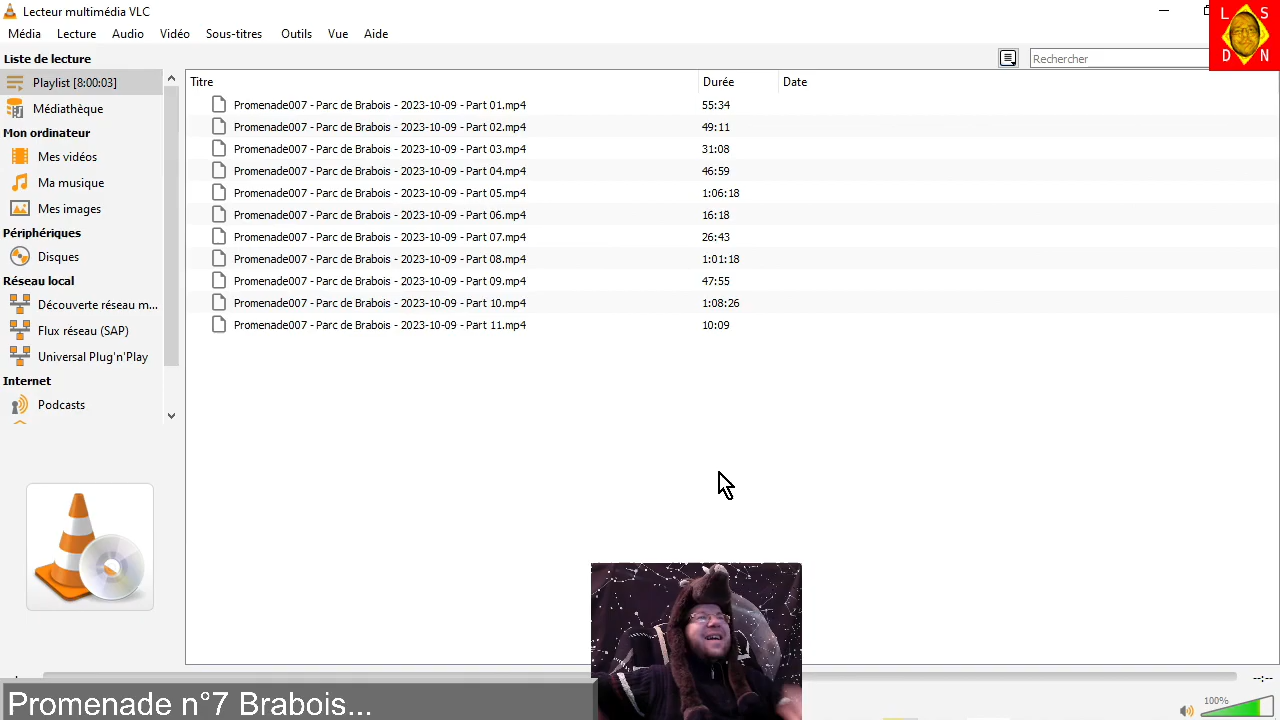 Lecteur multimédia VLC
L S
D N
Média Lecture Audio Vidéo Sous-titres Outils Vue Aide
Liste de lecture
Rechercher
Playlist [8:00:03]
Médiathèque
Mon ordinateur
Mes vidéos
Ma musique
Mes images
Périphériques
Disques
Réseau local
Découverte réseau m...
Flux réseau (SAP)
Universal Plug'n'Play
Internet
Podcasts
Titre Durée Date
Promenade007 - Parc de Brabois - 2023-10-09 - Part 01.mp4 55:34
Promenade007 - Parc de Brabois - 2023-10-09 - Part 02.mp4 49:11
Promenade007 - Parc de Brabois - 2023-10-09 - Part 03.mp4 31:08
Promenade007 - Parc de Brabois - 2023-10-09 - Part 04.mp4 46:59
Promenade007 - Parc de Brabois - 2023-10-09 - Part 05.mp4 1:06:18
Promenade007 - Parc de Brabois - 2023-10-09 - Part 06.mp4 16:18
Promenade007 - Parc de Brabois - 2023-10-09 - Part 07.mp4 26:43
Promenade007 - Parc de Brabois - 2023-10-09 - Part 08.mp4 1:01:18
Promenade007 - Parc de Brabois - 2023-10-09 - Part 09.mp4 47:55
Promenade007 - Parc de Brabois - 2023-10-09 - Part 10.mp4 1:08:26
Promenade007 - Parc de Brabois - 2023-10-09 - Part 11.mp4 10:09
--:--
Promenade n°7 Brabois...
100%